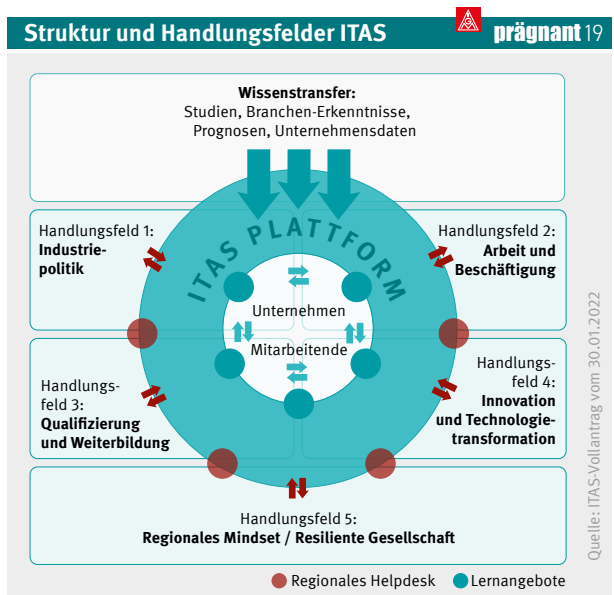 Struktur und Handlungsfelder ITAS
prägnant 19
Wissenstransfer:
Studien, Branchen-Erkenntnisse,
Prognosen, Unternehmensdaten
ITAS PLATTFORM
Handlungsfeld 1:
Industrie-
politik
Handlungsfeld 2:
Arbeit und
Beschäftigung
Unternehmen
Mitarbeitende
Handlungs-
feld 3:
Qualifizierung
und Weiterbildung
Handlungs-
feld 4:
Innovation
und Technologie-
transformation
Handlungsfeld 5:
Regionales Mindset / Resiliente Gesellschaft
Regionales Helpdesk
Lernangebote
Quelle: ITAS-Vollantrag vom 30.01.2022